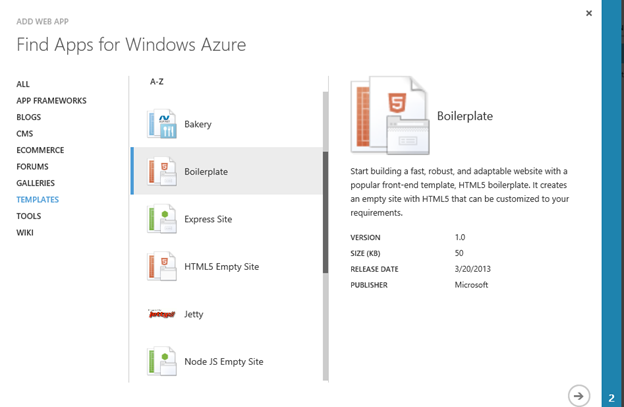 ADD WEB APP
Find Apps for Windows Azure
ALL
APP FRAMEWORKS
BLOGS
CMS
ECOMMERCE
FORUMS
GALLERIES
TEMPLATES
TOOLS
WIKI
A-Z
Bakery
Boilerplate
Express Site
HTML5 Empty Site
Jetty
Node JS Empty Site
Boilerplate
Start building a fast, robust, and adaptable website with a
popular front-end template, HTML5 boilerplate. It creates
an empty site with HTML5 that can be customized to your
requirements.
VERSION 1.0
SIZE (KB) 50
RELEASE DATE 3/20/2013
PUBLISHER Microsoft
2